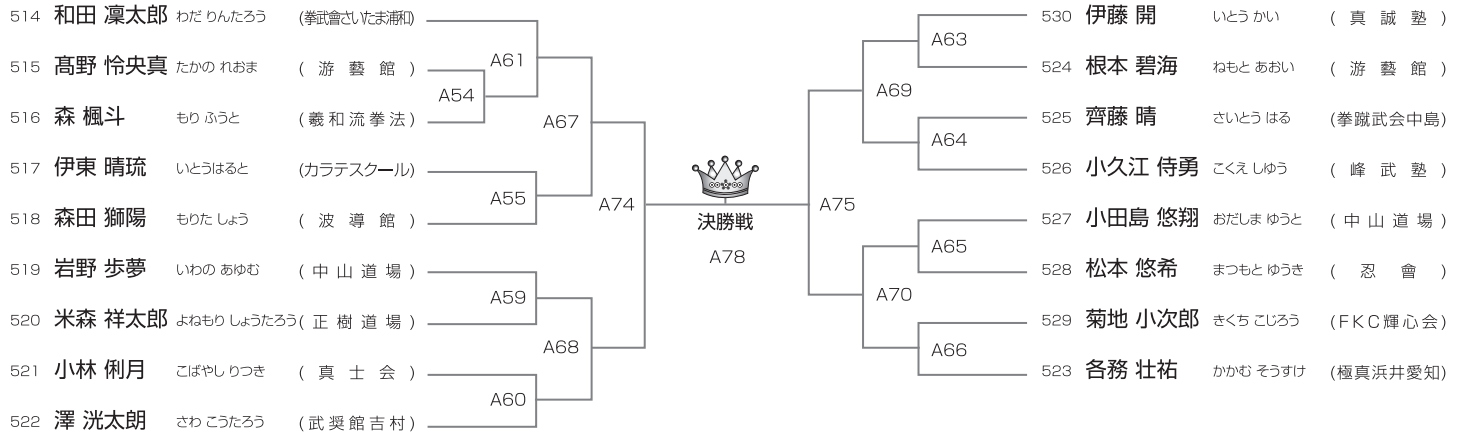 514 和田 凜太郎 わだ りんたろう (拳武會さいたま浦和)
515 髙野 怜央真 たかの れおま (游藝館)
516 森 楓斗 もり ふうと (羲和流拳法)
517 伊東 晴琉 いとうはると (カラテスクール)
518 森田 獅陽 もりた しょう (波導館)
519 岩野 歩夢 いわの あゆむ (中山道場)
520 米森 祥太郎 よねもり しょうたろう (正樹道場)
521 小林 俐月 こばやし りつき (真士会)
522 澤 洸太朗 さわ こうたろう (武奨館吉村)
A61
A54
A67
A55
A74
A59
A68
A60
決勝戦
A78
A63
A69
A64
A75
A65
A70
A66
530 伊藤 開 いとう かい (真誠塾)
524 根本 碧海 ねもと あおい (游藝館)
525 齊藤 晴 さいとう はる (拳蹴武会中島)
526 小久江 侍勇 こくえ しゆう (峰武塾)
527 小田島 悠翔 おだしま ゆうと (中山道場)
528 松本 悠希 まつもと ゆうき (忍會)
529 菊地 小次郎 きくち こじろう (FKC輝心会)
523 各務 壮祐 かかむ そうすけ (極真浜井愛知)